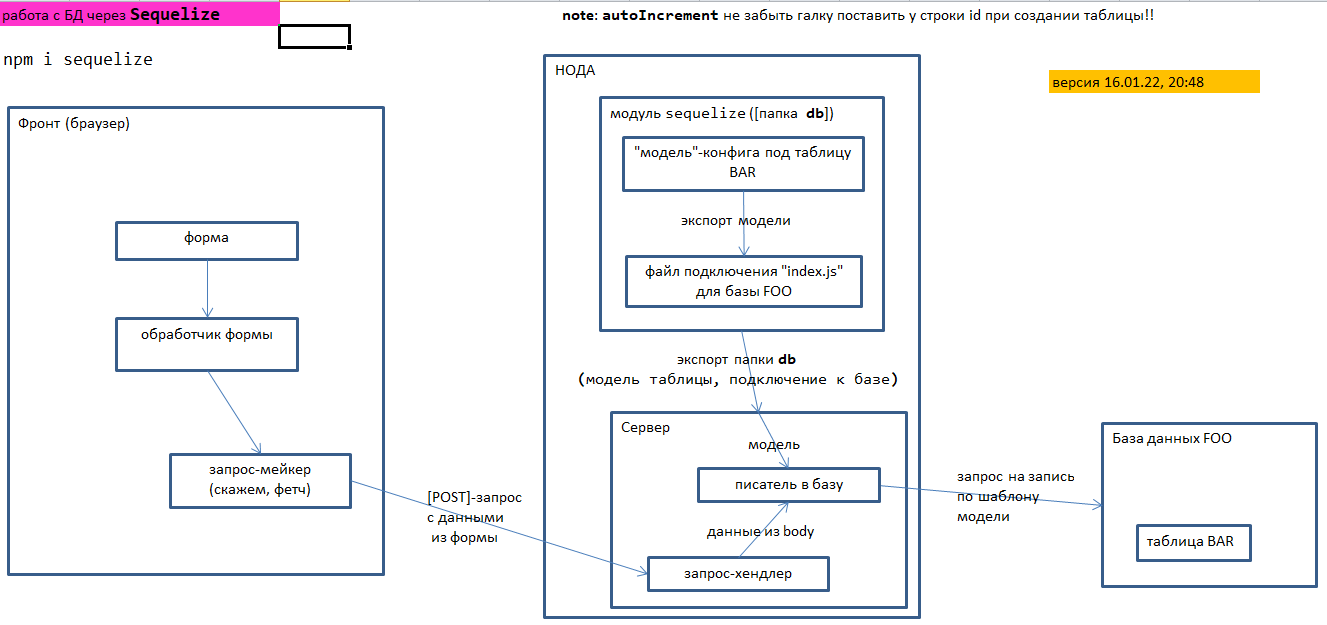 работа с БД через Sequelize
note: autoIncrement не забыть галку поставить у строки id при создании таблицы!!
npm i sequelize
версия 16.01.22, 20:48
Фронт (браузер)
форма
обработчик формы
запрос-мейкер
(скажем, фетч)
[POST]-запрос
с данными
из формы
НОДА
модуль sequelize ([папка db])
"модель"-конфига под таблицу
BAR
экспорт модели
файл подключения "index.js"
для базы FOO
экспорт папки db
(модель таблицы, подключение к базе)
Сервер
модель
писатель в базу
данные из body
запрос-хендлер
запрос на запись
по шаблону
модели
База данных FOO
таблица BAR